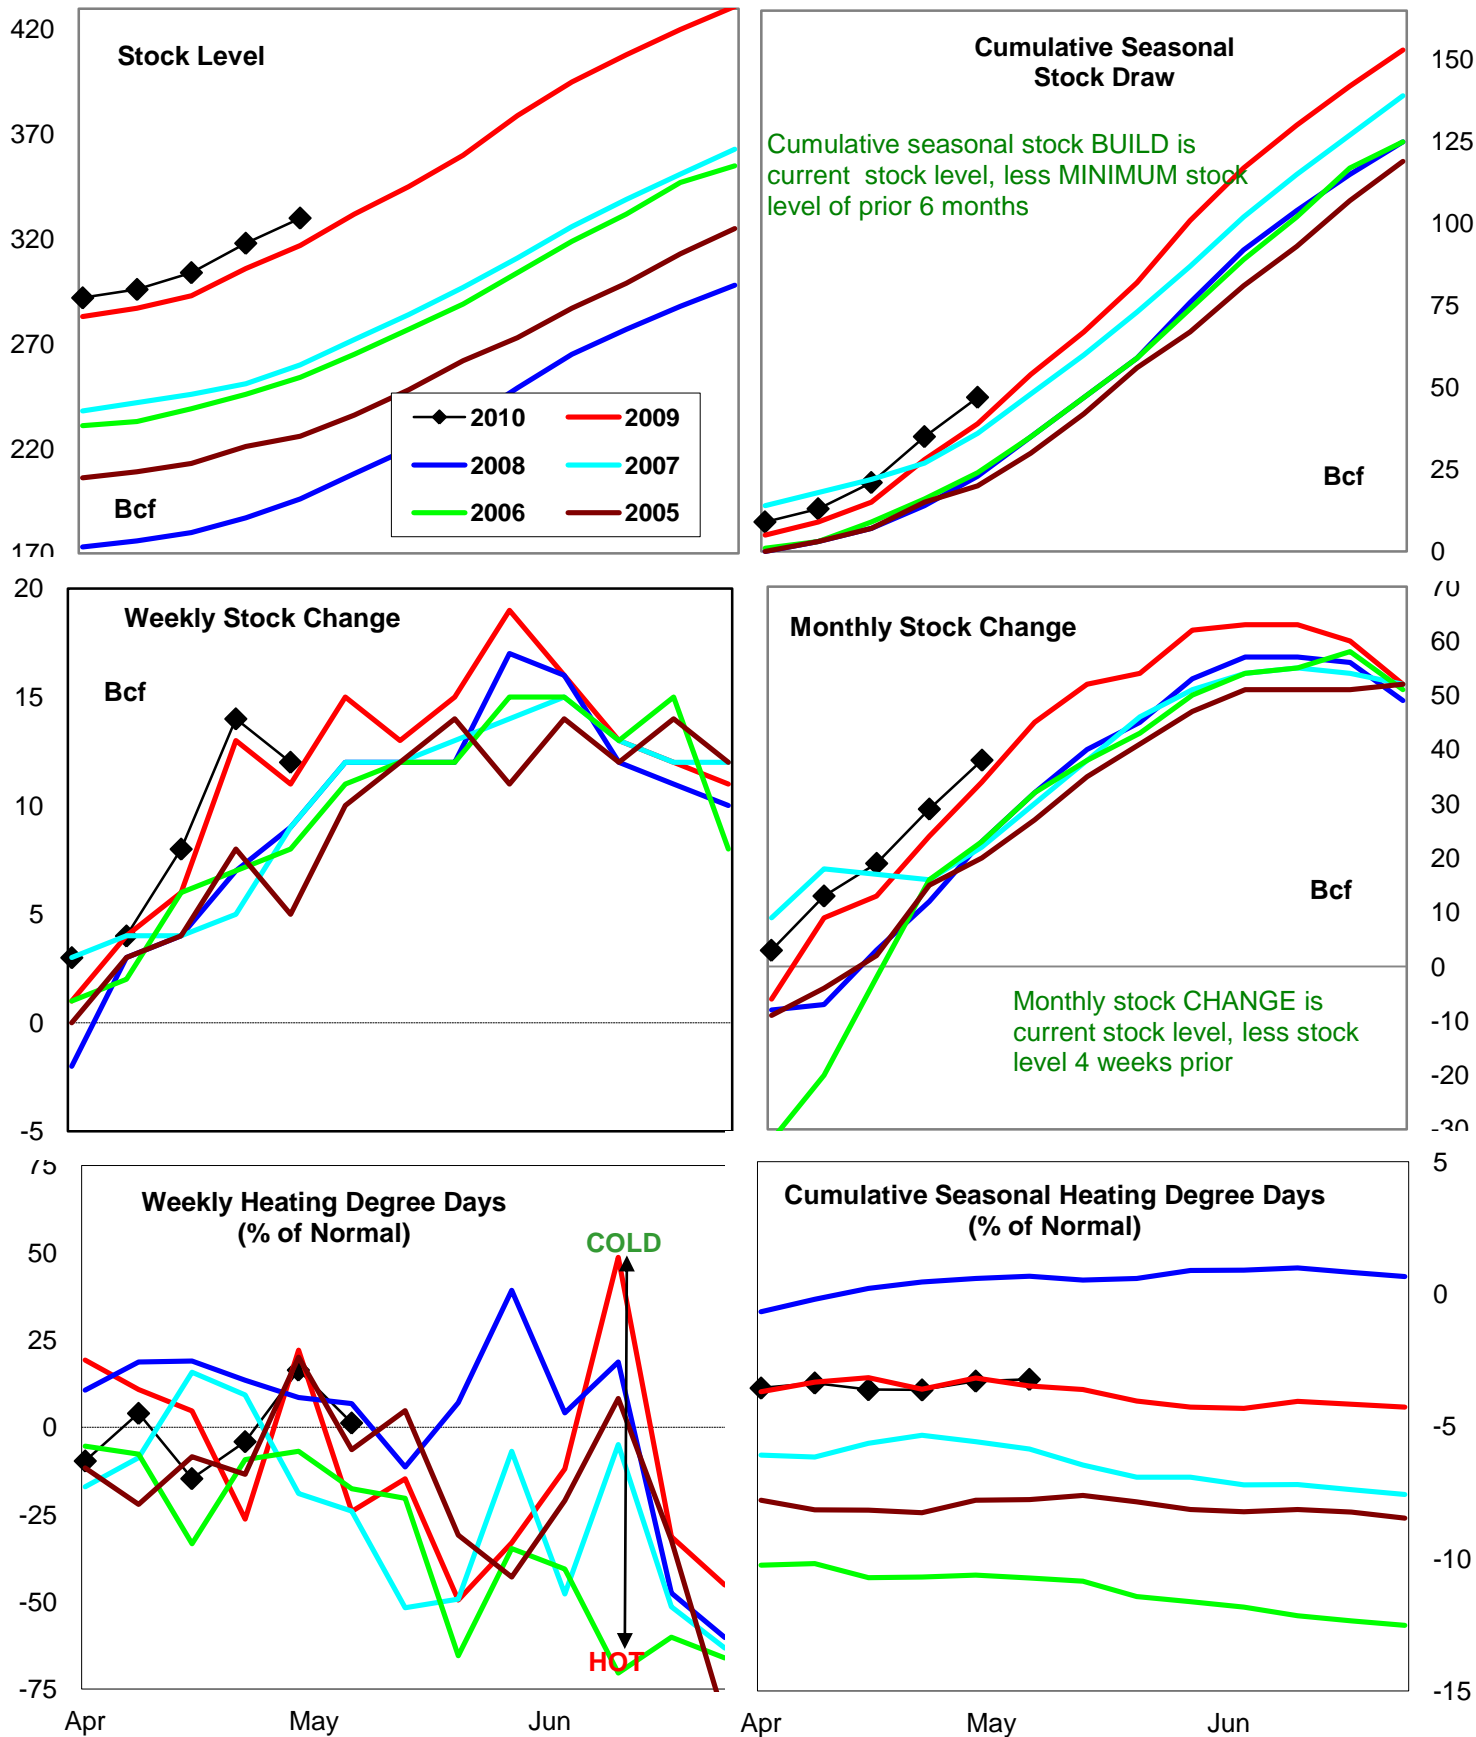 420
370
320
270
220
170
Stock Level
Bcf
2010
2009
2008
2007
2006
2005
Cumulative Seasonal
Stock Draw
Cumulative seasonal stock BUILD is
current stock level, less MINIMUM stock
level of prior 6 months
Bcf
150
125
100
75
50
25
0
20
15
10
5
0
-5
Weekly Stock Change
Bcf
Monthly Stock Change
Bcf
Monthly stock CHANGE is
current stock level, less stock
level 4 weeks prior
70
60
50
40
30
20
10
0
-10
-20
-30
75
50
25
0
-25
-50
-75
Weekly Heating Degree Days
(% of Normal)
COLD
HOT
Apr
May
Jun
Cumulative Seasonal Heating Degree Days
(% of Normal)
5
0
-5
-10
-15
Apr
May
Jun